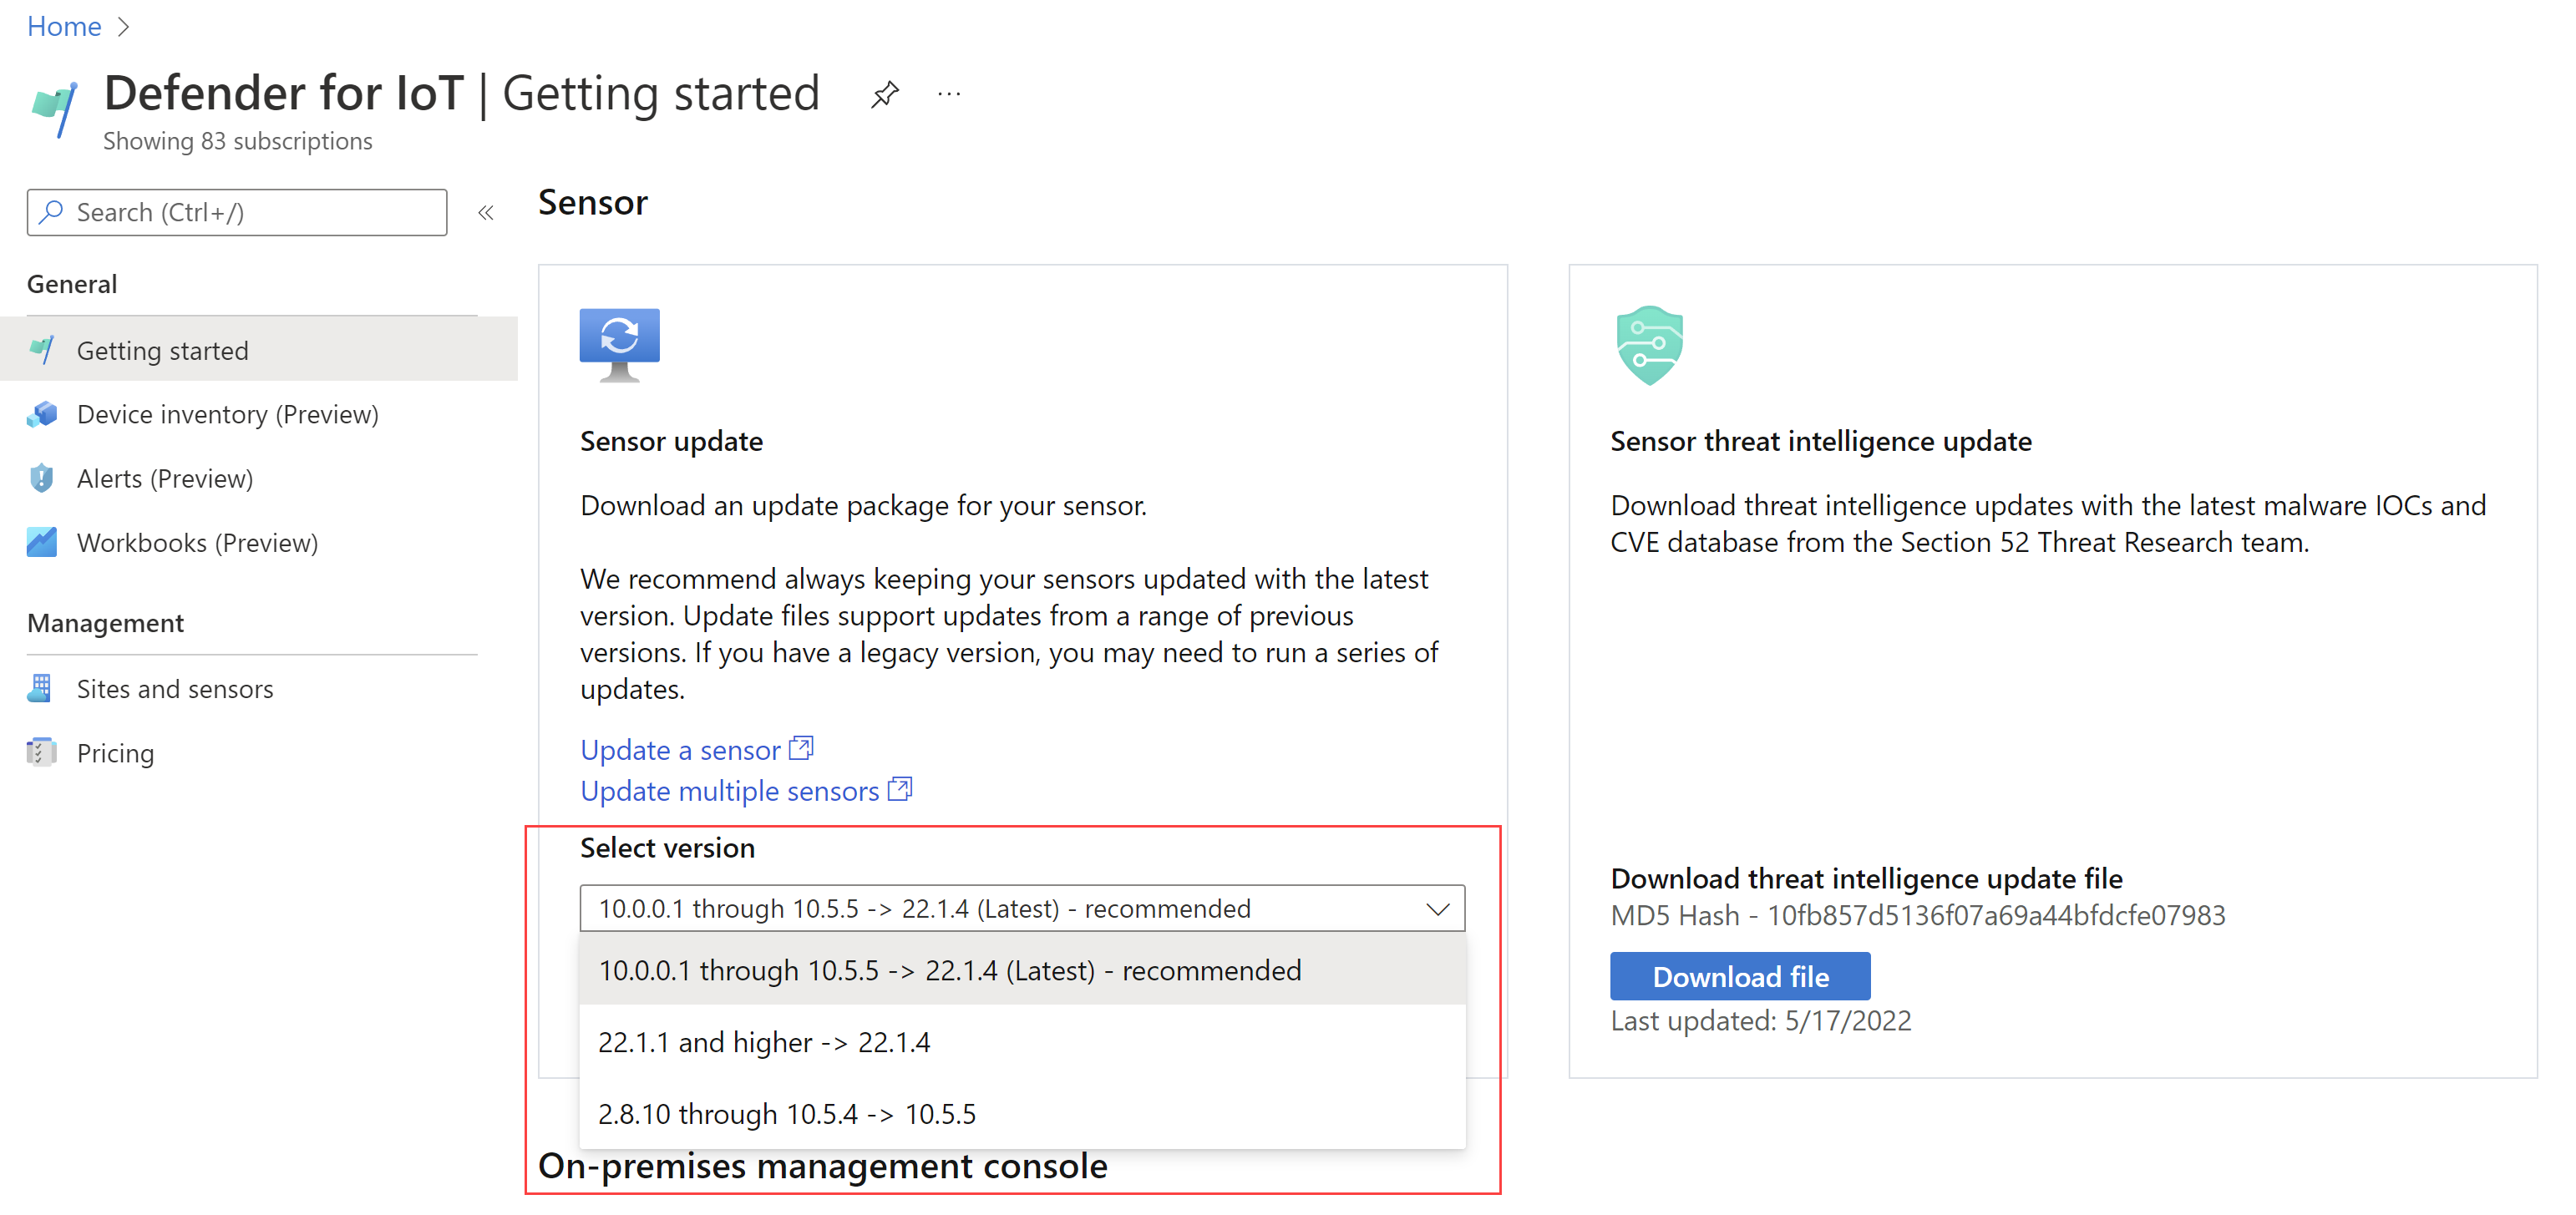 Home
Defender for IoT | Getting started
Showing 83 subscriptions
Search (Ctrl+/)
General
Getting started
Device inventory (Preview)
Alerts (Preview)
Workbooks (Preview)
Management
Sites and sensors
Pricing
Sensor
Sensor update
Download an update package for your sensor.
We recommend always keeping your sensors updated with the latest
version. Update files support updates from a range of previous
versions. If you have a legacy version, you may need to run a series of
updates.
Update a sensor
Update multiple sensors
Select version
10.0.0.1 through 10.5.5 -> 22.1.4 (Latest) - recommended
10.0.0.1 through 10.5.5 -> 22.1.4 (Latest) - recommended
22.1.1 and higher -> 22.1.4
2.8.10 through 10.5.4 -> 10.5.5
Sensor threat intelligence update
Download threat intelligence updates with the latest malware IOCs and
CVE database from the Section 52 Threat Research team.
Download threat intelligence update file
MD5 Hash - 10fb857d5136f07a69a44bfdcfe07983
Download file
Last updated: 5/17/2022
On-premises management console